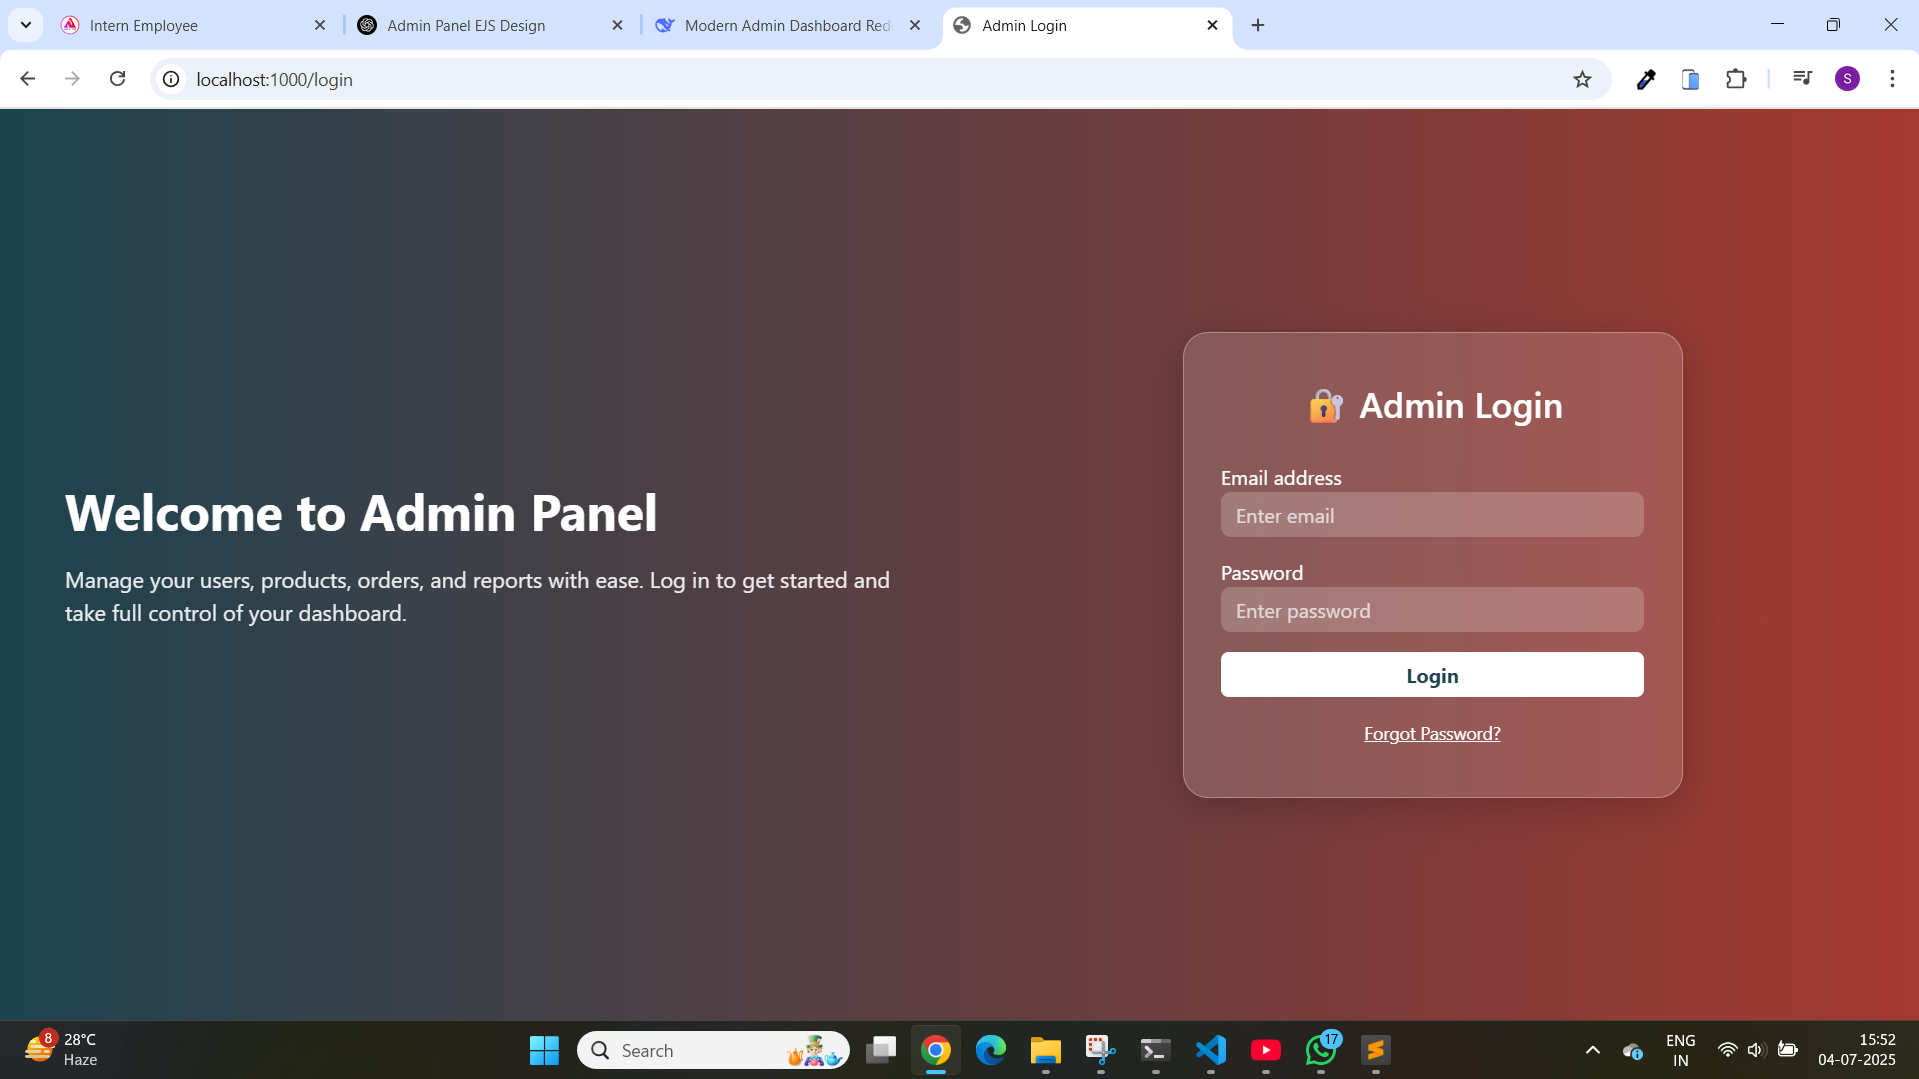 Intern Employee
Admin Panel EJS Design
Modern Admin Dashboard Red
Admin Login
localhost:1000/login
S
Welcome to Admin Panel
Manage your users, products, orders, and reports with ease. Log in to get started and
take full control of your dashboard.
Admin Login
Email address
Enter email
Password
Enter password
Login
Forgot Password?
8
28°C
Haze
Search
17
ENG
IN
15:52
04-07-2025